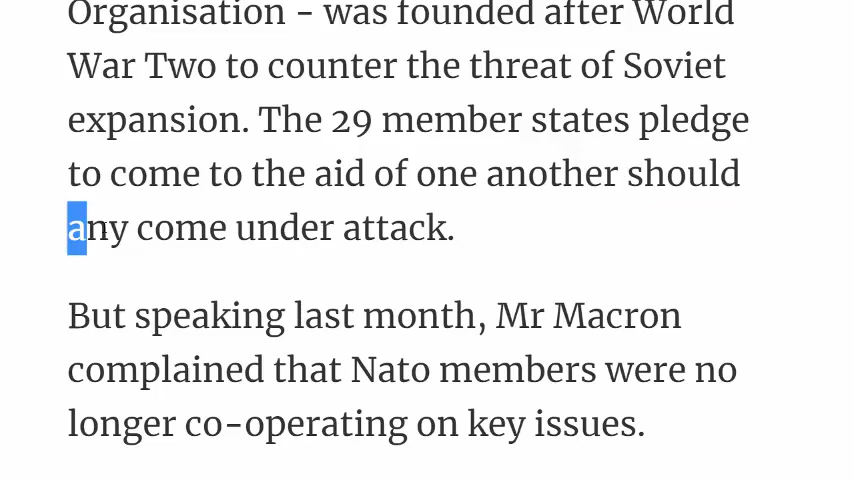 Organisation - was founded after World
War Two to counter the threat of Soviet
expansion. The 29 member states pledge
to come to the aid of one another should
any come under attack.
But speaking last month, Mr Macron
complained that Nato members were no
longer co-operating on key issues.